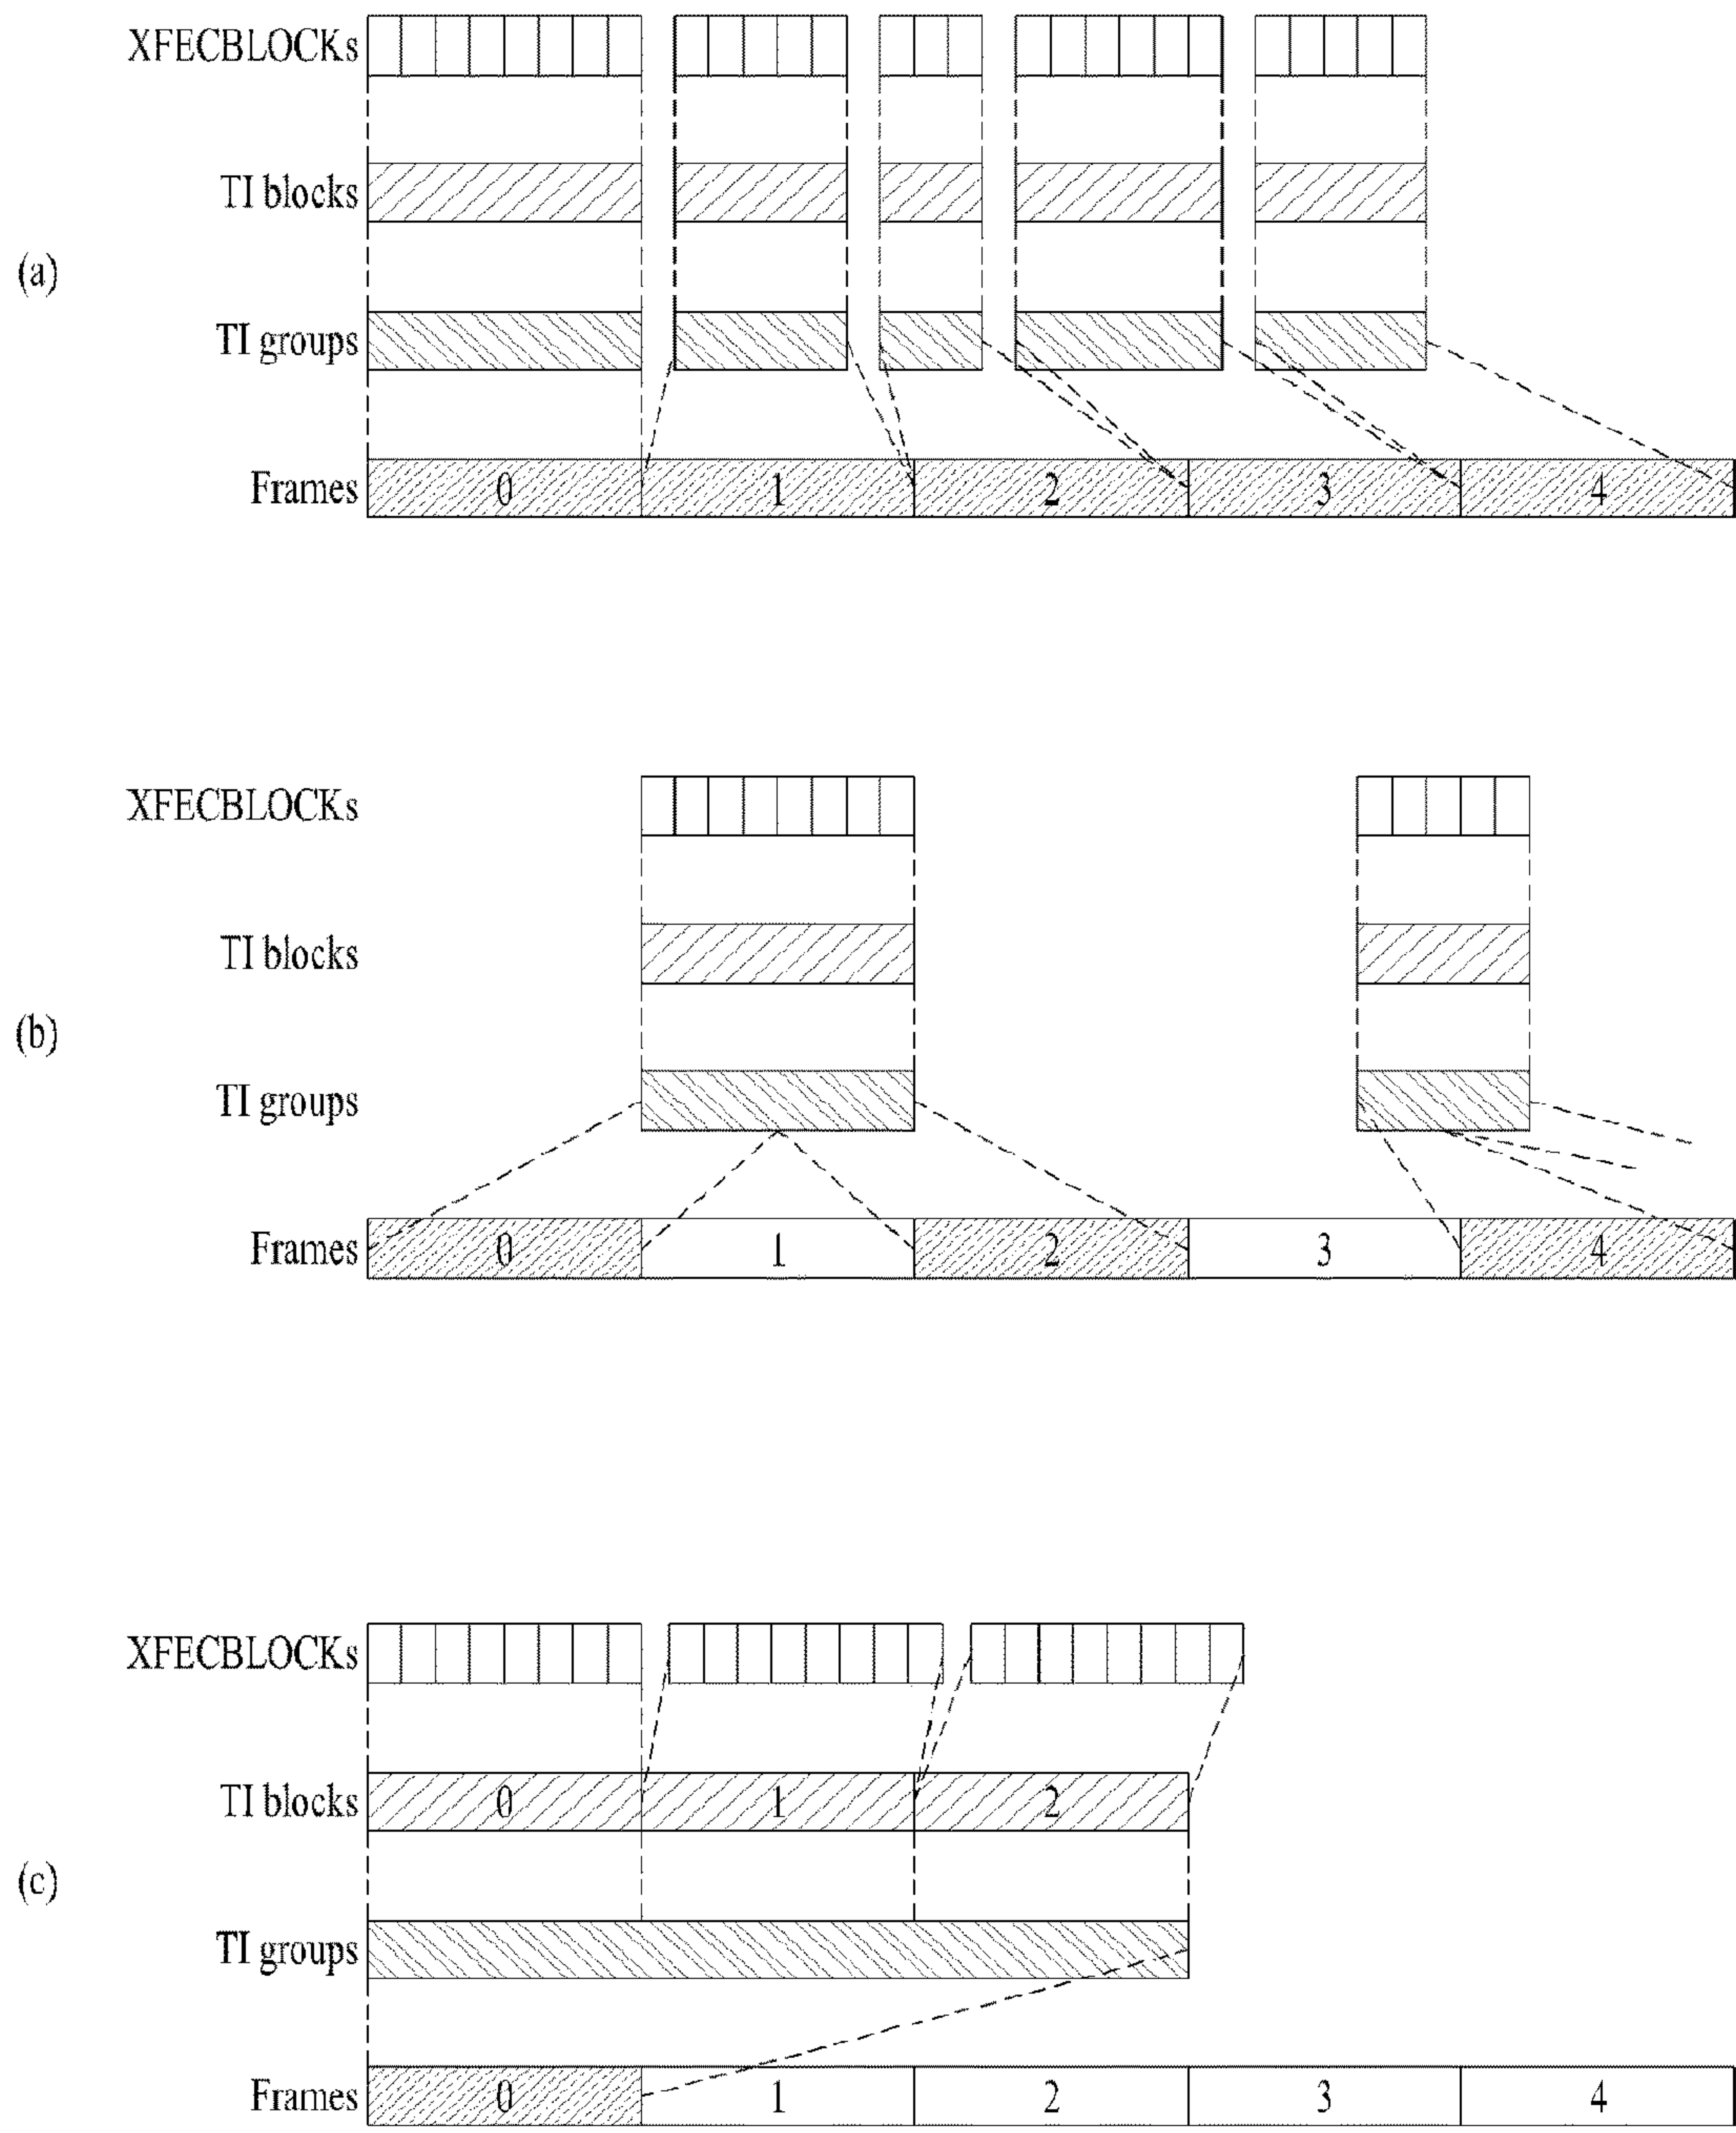 XFECBLOCKs
TI blocks
(a)
TI groups
Frames 0 1 2 3 4
XFECBLOCKs
TI blocks
(b)
TI groups
Frames 0 1 2 3 4
XFECBLOCKs
TI blocks 0 1 2
(c)
TI groups
Frames 0 1 2 3 4